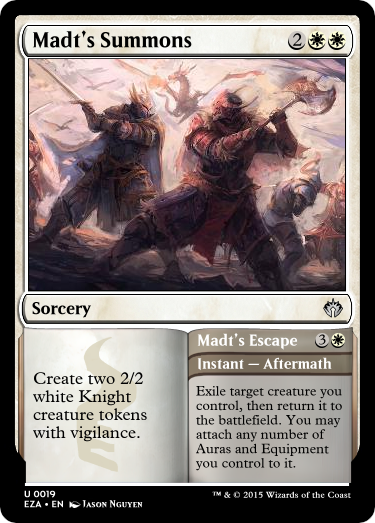 Madt's Summons 2
Sorcery
Create two 2/2
white Knight
creature tokens
with vigilance.
Madt's Escape 3
Instant — Aftermath
Exile target creature you
control, then return it to
the battlefield. You may
attach any number of
Auras and Equipment
you control to it.
U 0019
EZA • EN Jason Nguyen
™ & © 2015 Wizards of the Coast